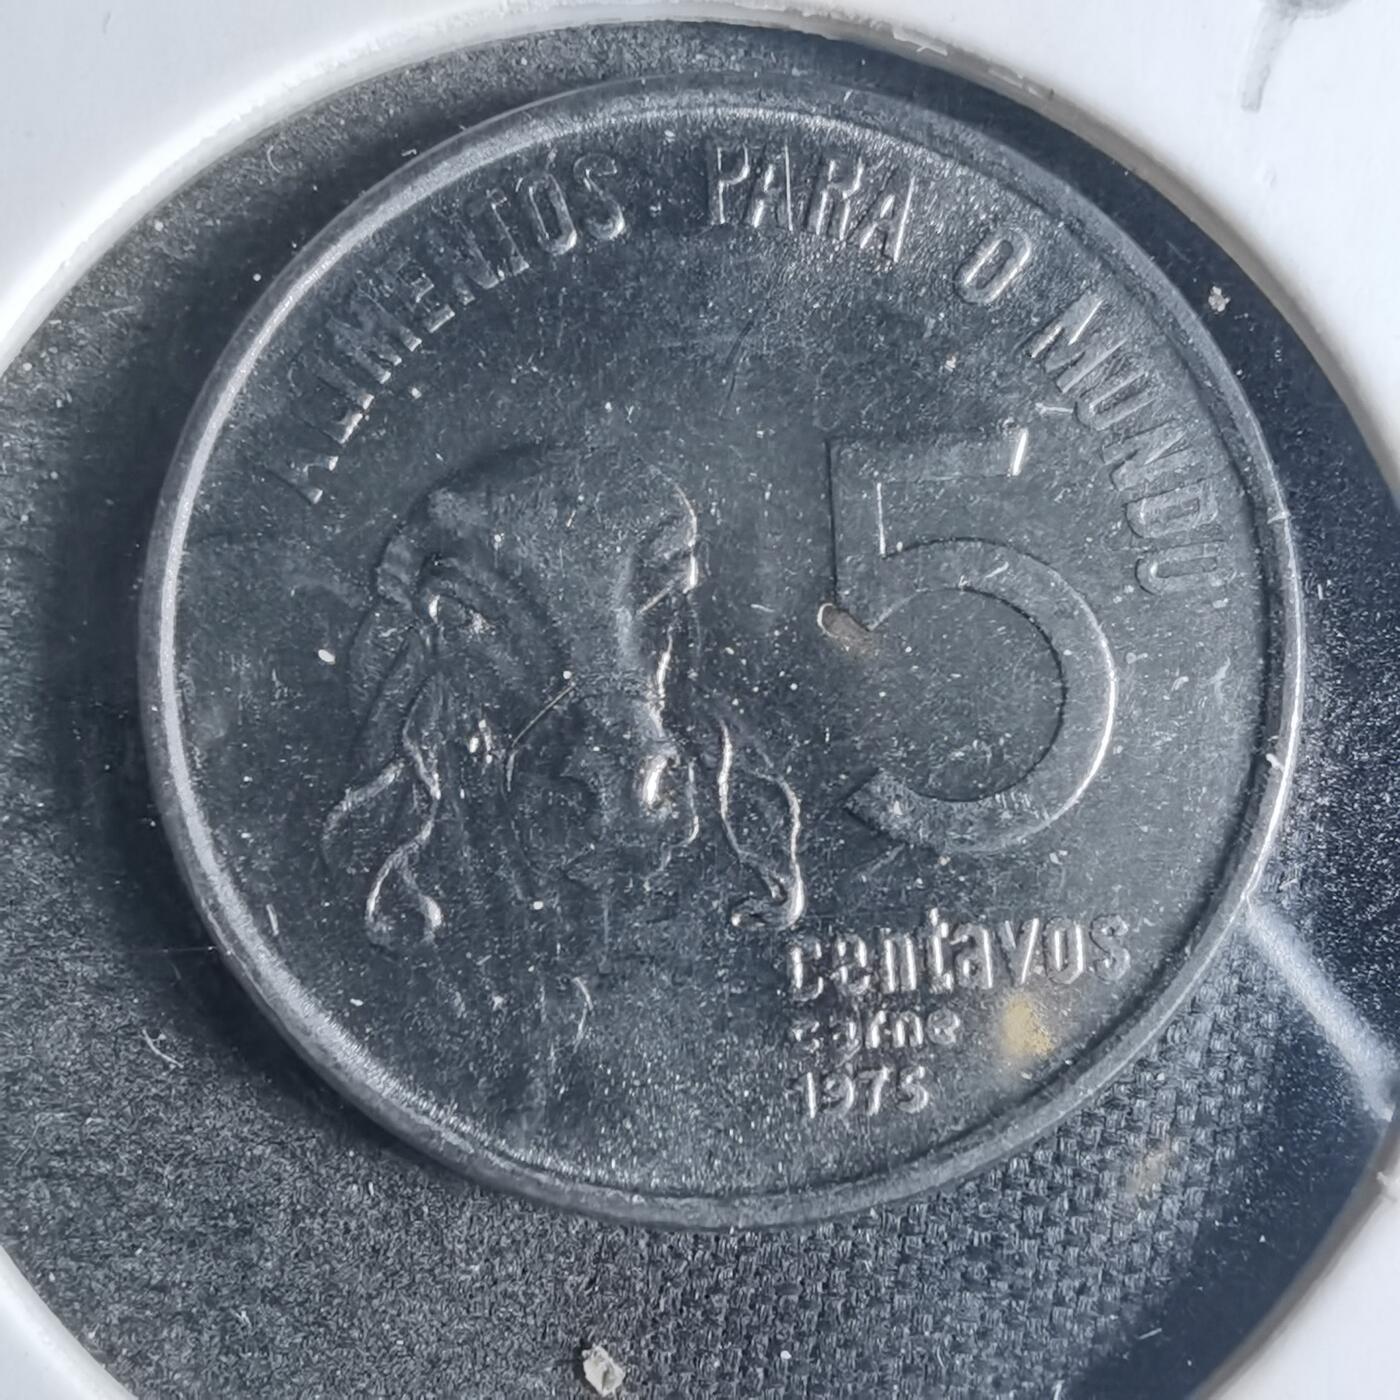 ALIMENTOS PARA O MUNDO
5
centavos
carne
1975